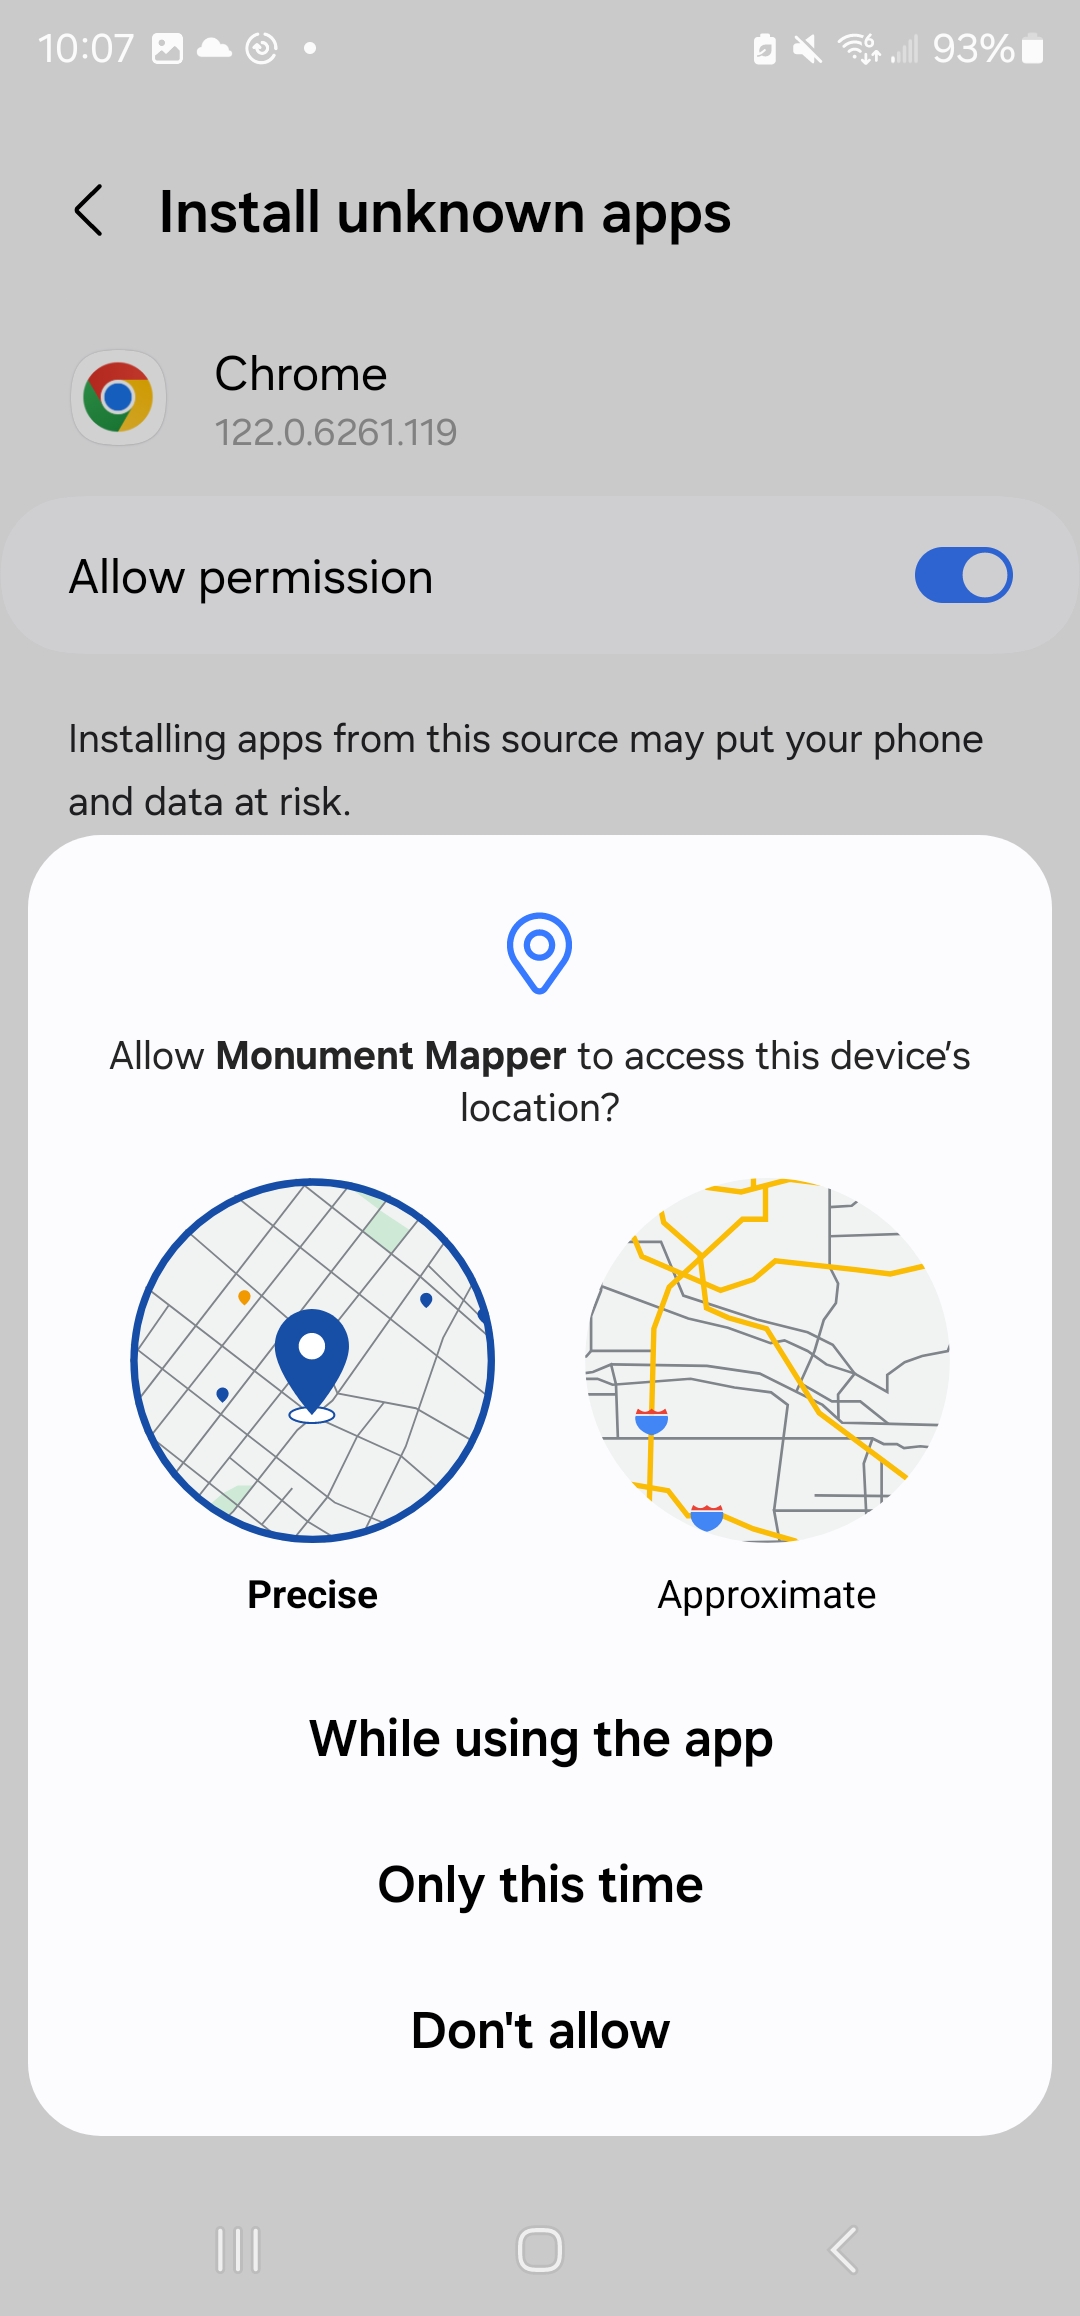 10:07
93%
Install unknown apps
Chrome
122.0.6261.119
Allow permission
Installing apps from this source may put your phone
and data at risk.
Allow Monument Mapper to access this device’s
location?
Precise
Approximate
While using the app
Only this time
Don't allow